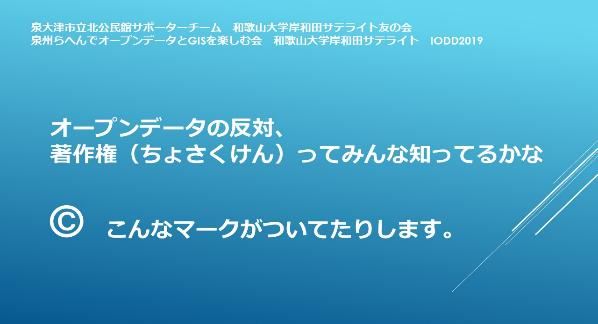 泉大津市立北公民館サポーターチーム　和歌山大学岸和田サテライト友の会
泉州らへんでオープンデータとGISを楽しむ会　和歌山大学岸和田サテライト　IODD2019
オープンデータの反対、
著作権（ちょさくけん）ってみんな知ってるかな
©　こんなマークがついてたりします。